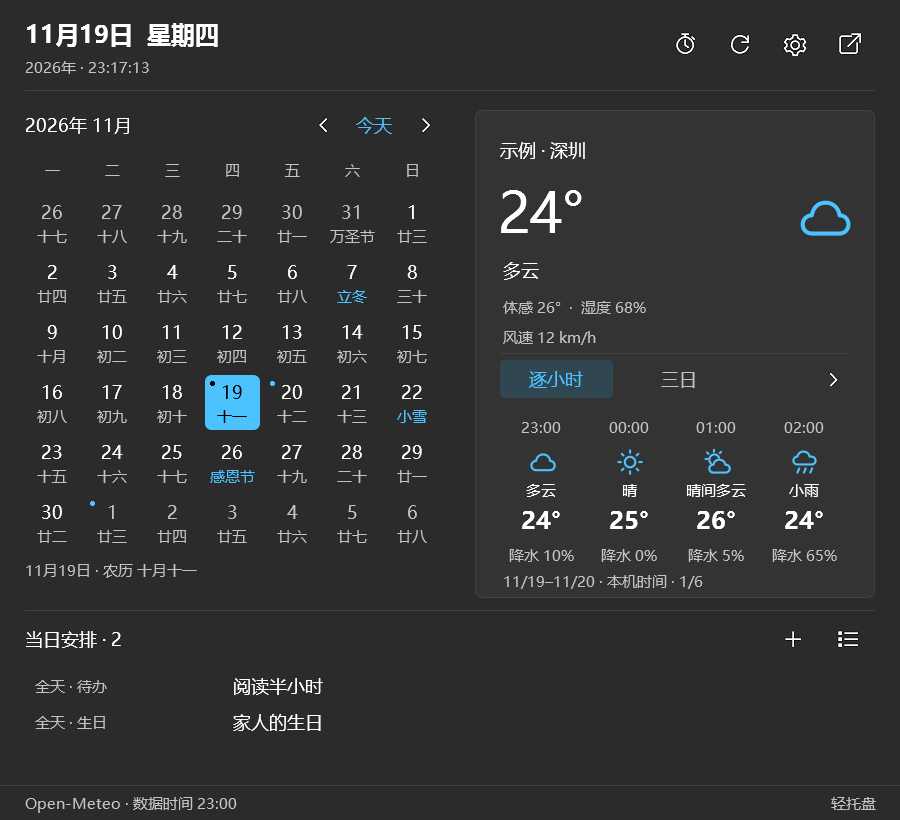 11月19日 星期四
2026年 · 23:17:13
2026年 11月
今天
一 二 三 四 五 六 日
26 27 28 29 30 31 1
十七 十八 十九 二十 廿一 万圣节 廿三
2 3 4 5 6 7 8
廿四 廿五 廿六 廿七 廿八 立冬 三十
9 10 11 12 13 14 15
十月 初二 初三 初四 初五 初六 初七
16 17 18 19 20 21 22
初八 初九 初十 十一 十二 十三 小雪
23 24 25 26 27 28 29
十五 十六 十七 感恩节 十九 二十 廿一
30 1 2 3 4 5 6
廿二 廿三 廿四 廿五 廿六 廿七 廿八
11月19日 · 农历 十月十一
示例 · 深圳
24°
多云
体感 26° · 湿度 68%
风速 12 km/h
逐小时 三日
23:00 00:00 01:00 02:00
多云 晴 晴间多云 小雨
24° 25° 26° 24°
降水 10% 降水 0% 降水 5% 降水 65%
11/19–11/20 · 本机时间 · 1/6
当日安排 · 2
全天 · 待办 阅读半小时
全天 · 生日 家人的生日
Open-Meteo · 数据时间 23:00 轻托盘